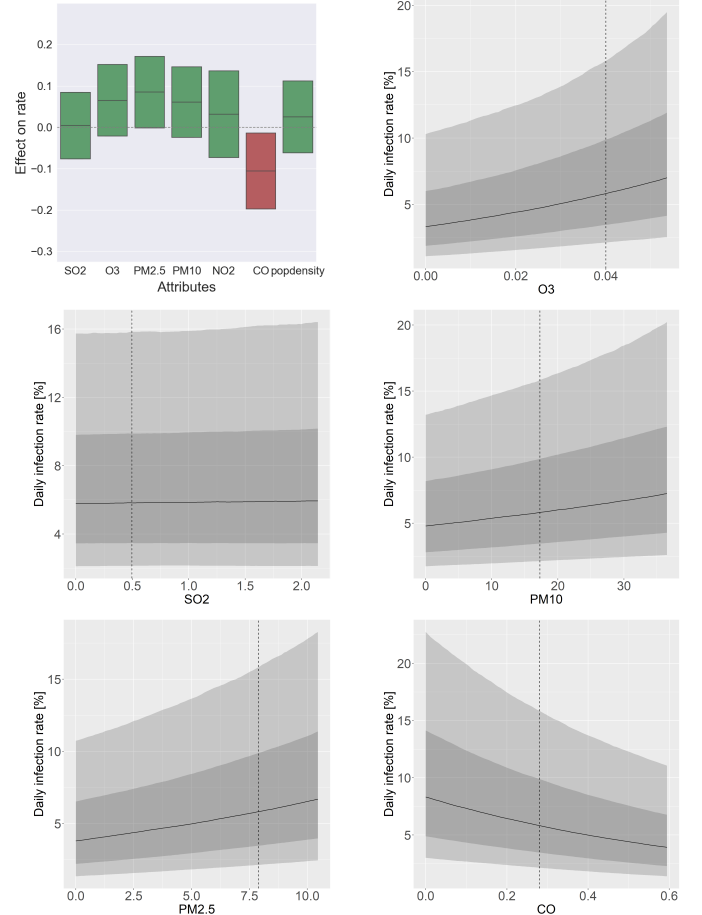 0.2
0.1
0.0
−0.1
−0.2
−0.3
Effect on rate
SO2 O3 PM2.5 PM10 NO2 CO popdensity
Attributes
20
15
10
5
Daily infection rate [%]
0.00 0.02 0.04
O3
16
12
8
4
Daily infection rate [%]
0.0 0.5 1.0 1.5 2.0
SO2
20
15
10
5
Daily infection rate [%]
0 10 20 30
PM10
15
10
5
Daily infection rate [%]
0.0 2.5 5.0 7.5 10.0
PM2.5
20
15
10
5
Daily infection rate [%]
0.0 0.2 0.4 0.6
CO